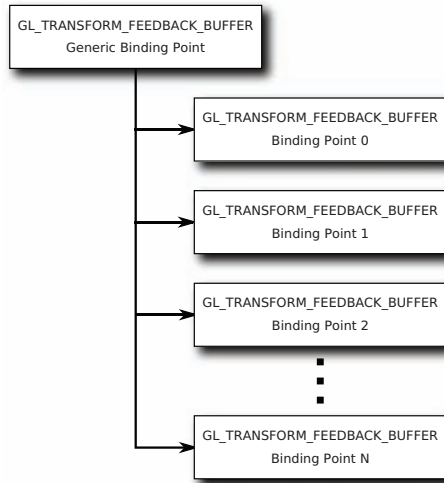 GL_TRANSFORM_FEEDBACK_BUFFER
Generic Binding Point
GL_TRANSFORM_FEEDBACK_BUFFER
Binding Point 0
GL_TRANSFORM_FEEDBACK_BUFFER
Binding Point 1
GL_TRANSFORM_FEEDBACK_BUFFER
Binding Point 2
GL_TRANSFORM_FEEDBACK_BUFFER
Binding Point N